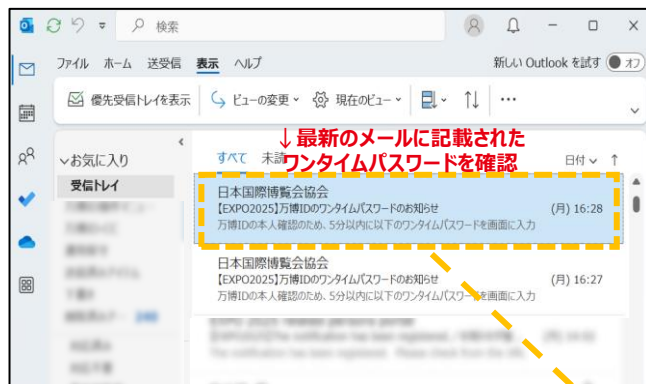 検索
ファイル ホーム 送受信 表示 ヘルプ
新しい Outlook を試す オフ
優先受信トレイを表示 ビューの変更 現在のビュー
↓最新のメールに記載された
ワンタイムパスワードを確認
お気に入り
すべて 未読
日付
受信トレイ
日本国際博覧会協会
【EXPO2025】万博IDのワンタイムパスワードのお知らせ (月) 16:28
万博IDの本人確認のため、5分以内に以下のワンタイムパスワードを画面に入力
日本国際博覧会協会
【EXPO2025】万博IDのワンタイムパスワードのお知らせ (月) 16:27
万博IDの本人確認のため、5分以内に以下のワンタイムパスワードを画面に入力